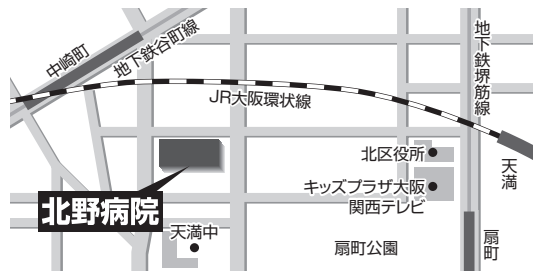 中崎町
地下鉄谷町線
地下鉄堺筋線
JR大阪環状線
天満
北区役所
キッズプラザ大阪
関西テレビ
北野病院
天満中
扇町公園
扇町